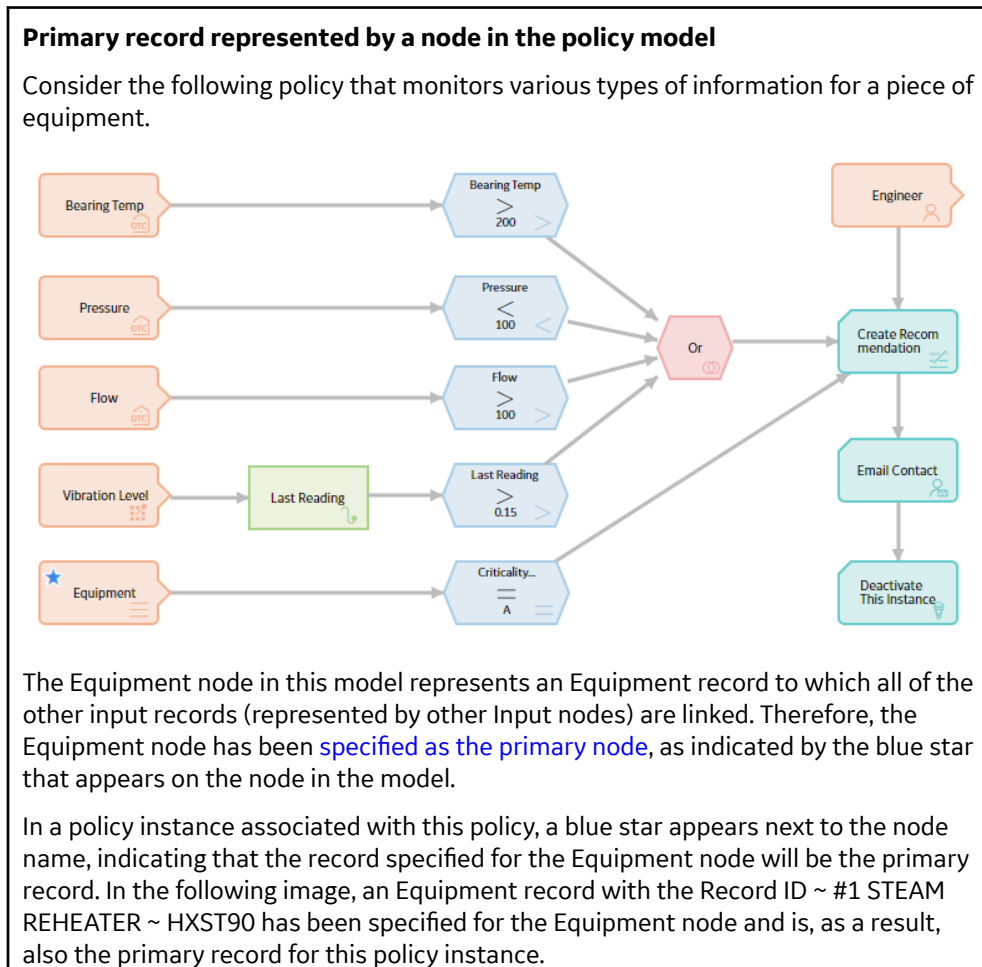 Primary record represented by a node in the policy model
Consider the following policy that monitors various types of information for a piece of
equipment.
Bearing Temp
OTC
Bearing Temp
>
200
Engineer
Pressure
OTC
Pressure
<
100
Or
Create Recom
mendation
Flow
OTC
Flow
>
100
Vibration Level
Last Reading
Last Reading
>
0.15
Email Contact
Equipment
Criticality...
=
A
Deactivate
This Instance
The Equipment node in this model represents an Equipment record to which all of the
other input records (represented by other Input nodes) are linked. Therefore, the
Equipment node has been specified as the primary node, as indicated by the blue star
that appears on the node in the model.
In a policy instance associated with this policy, a blue star appears next to the node
name, indicating that the record specified for the Equipment node will be the primary
record. In the following image, an Equipment record with the Record ID ~ #1 STEAM
REHEATER ~ HXST90 has been specified for the Equipment node and is, as a result,
also the primary record for this policy instance.